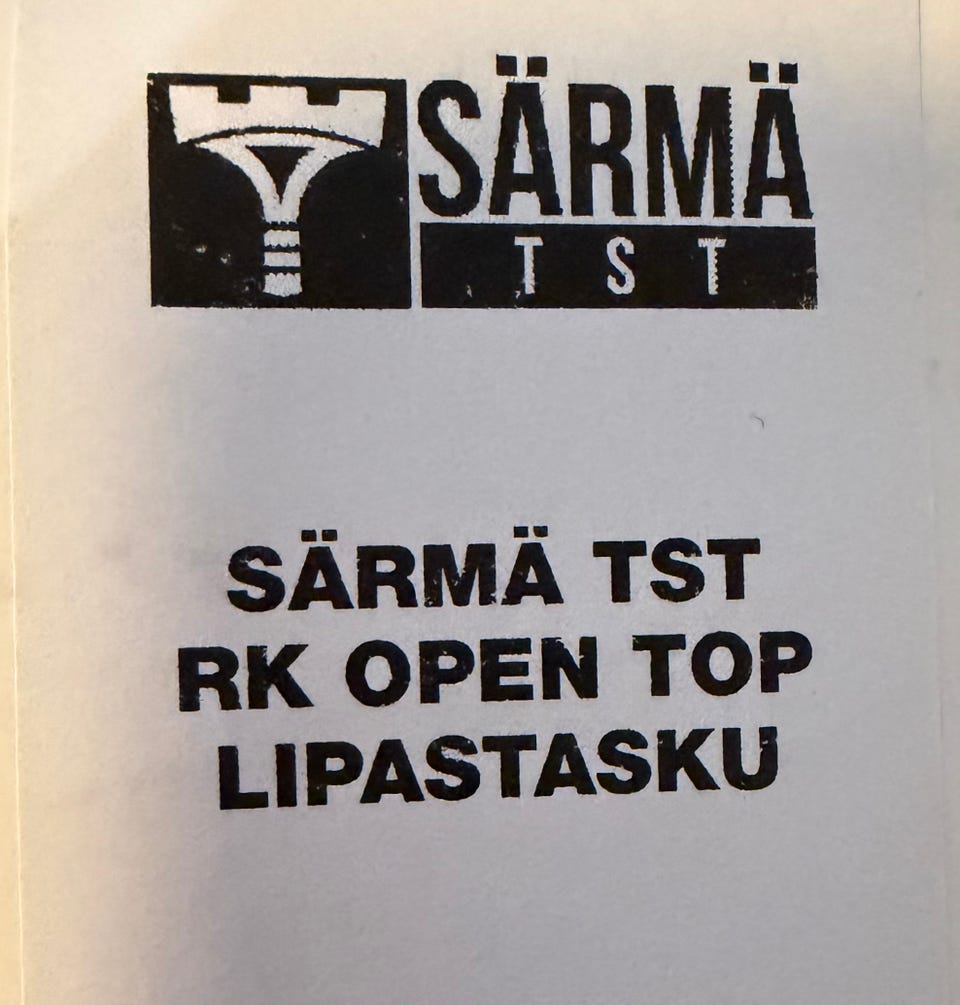 SÄRMÄ
TST
SÄRMÄ TST
RK OPEN TOP
LIPASTASKU